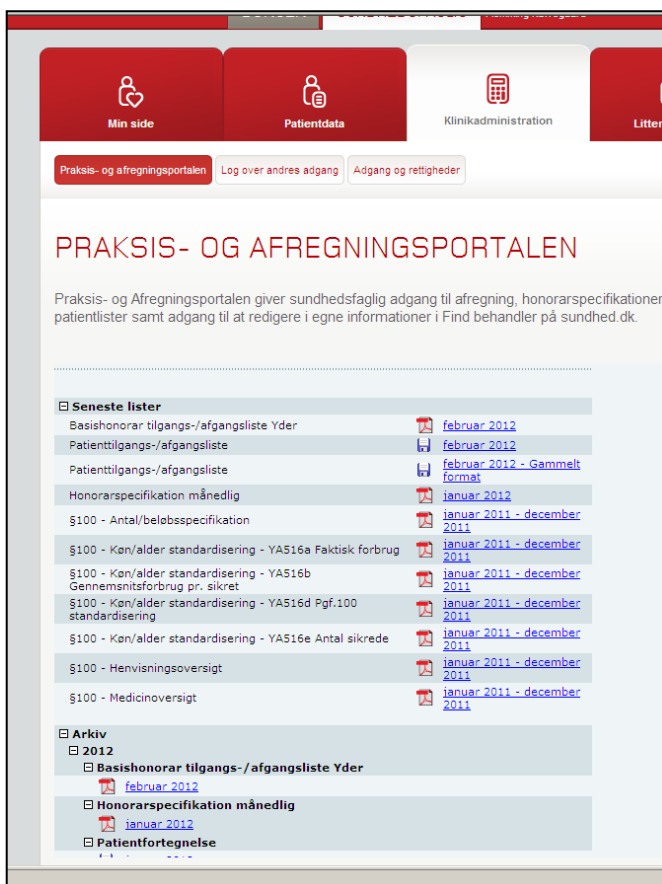 Min side
Patientdata
Klinikadministration
Praksis- og afregningsportalen
Log over andres adgang
Adgang og rettigheder
PRAKSIS- OG AFREGNINGSPORTALEN
Praksis- og Afregningsportalen giver sundhedsfaglig adgang til afregning, honorarspecifikationer
patientlister samt adgang til at redigere i egne informationer i Find behandler på sundhed.dk.
Seneste lister
Basishonorar tilgangs-/afgangsliste Yder februar 2012
Patienttilgangs-/afgangsliste februar 2012
Patienttilgangs-/afgangsliste februar 2012 - Gammelt
format
Honorarspecifikation månedlig januar 2012
§100 - Antal/beløbsspecifikation januar 2011 - december
2011
§100 - Køn/alder standardisering - YA516a Faktisk forbrug januar 2011 - december
2011
§100 - Køn/alder standardisering - YA516b januar 2011 - december
Gennemsnitsforbrug pr. sikret 2011
§100 - Køn/alder standardisering - YA516d Pgf.100 januar 2011 - december
standardisering 2011
§100 - Køn/alder standardisering - YA516e Antal sikrede januar 2011 - december
2011
§100 - Henvisningsoversigt januar 2011 - december
2011
§100 - Medicinoversigt januar 2011 - december
2011
Arkiv
2012
Basishonorar tilgangs-/afgangsliste Yder
februar 2012
Honorarspecifikation månedlig
januar 2012
Patientfortegnelse